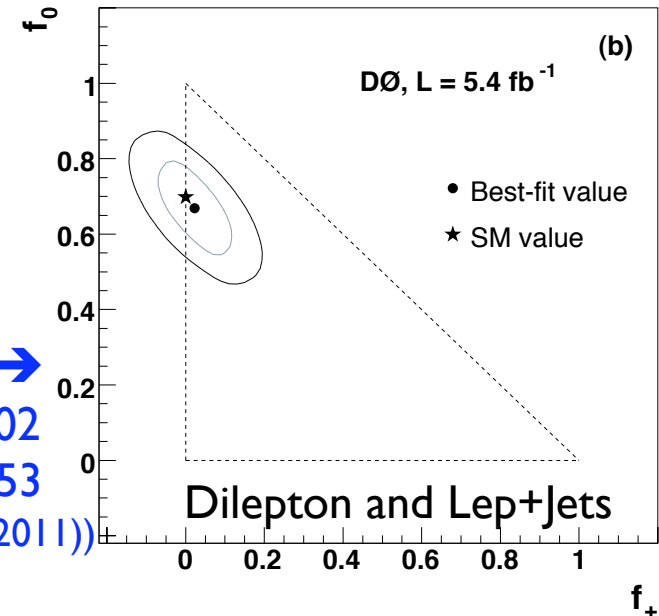 f0
(b)
DØ, L = 5.4 fb-1
1
0.8
Best-fit value
★ SM value
0.6
0.4
→
02
0.2
53
0
Dilepton and Lep+Jets
2011))
0 0.2 0.4 0.6 0.8 1
f+